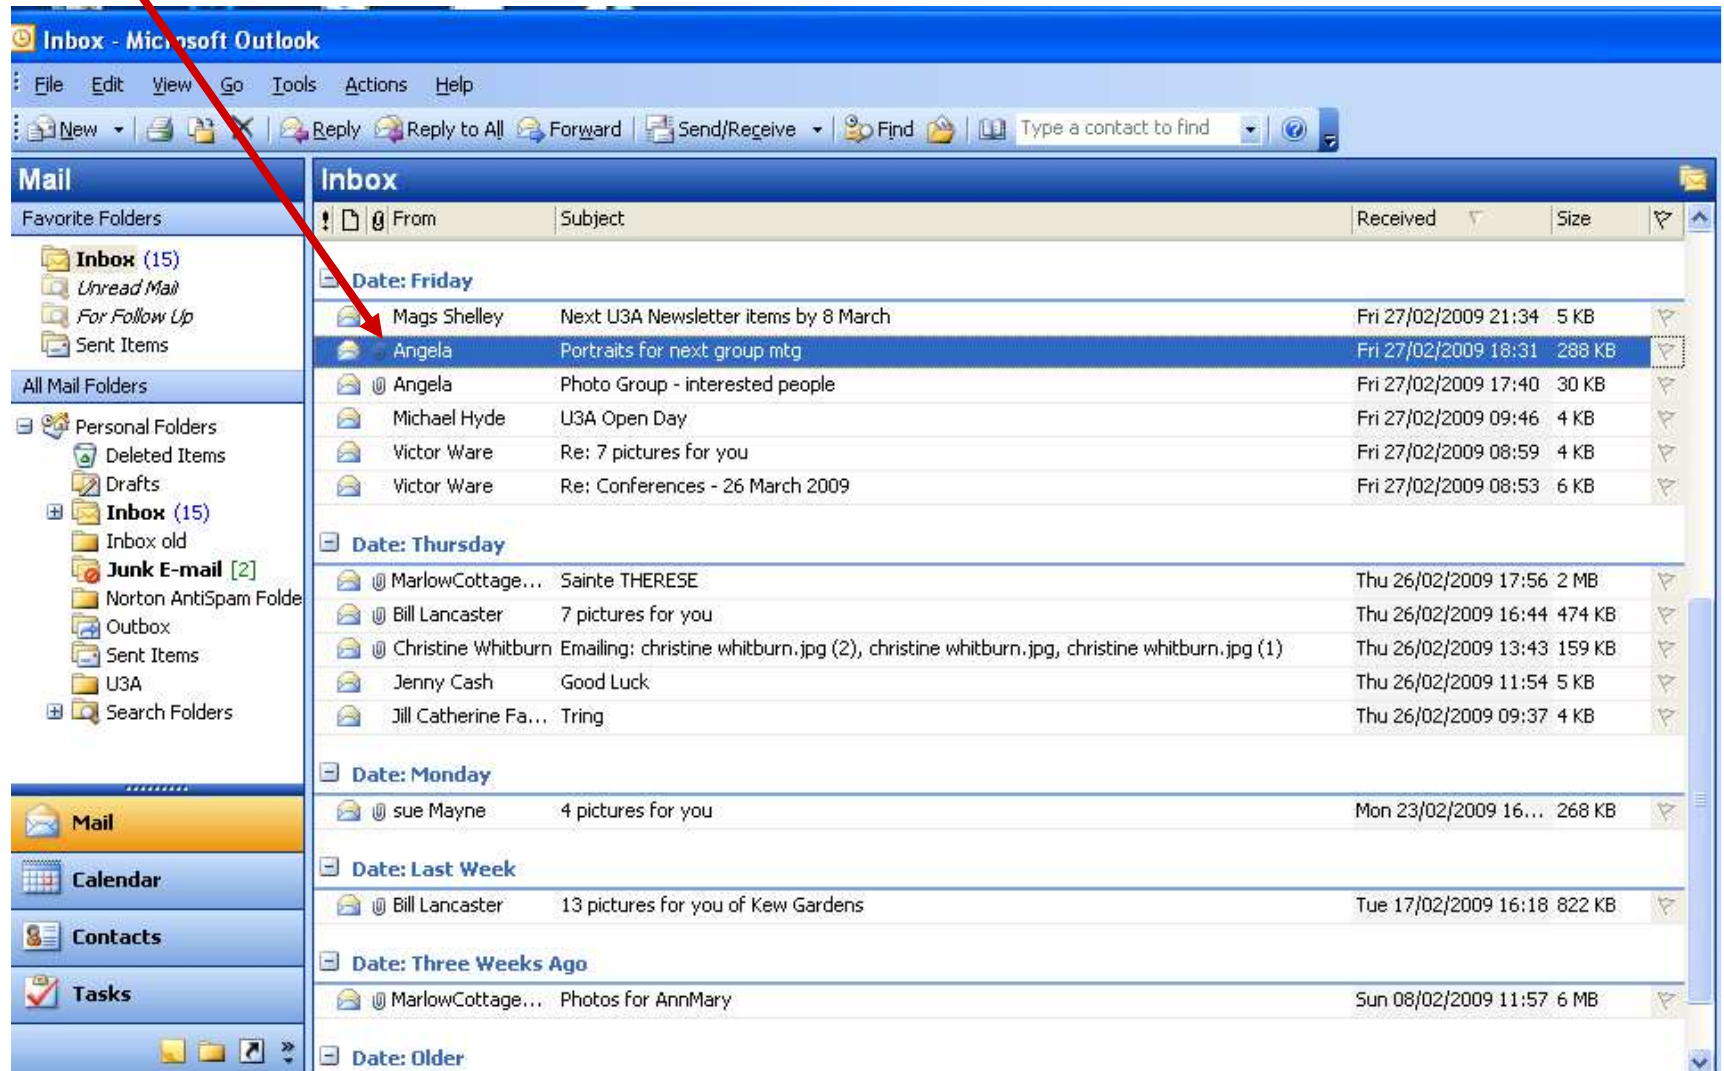 Inbox - Microsoft Outlook
File Edit View Go Tools Actions Help
New Reply Reply to All Forward Send/Receive Find Type a contact to find
Mail
Favorite Folders
Inbox (15)
Unread Mail
For Follow Up
Sent Items
All Mail Folders
Personal Folders
Deleted Items
Drafts
Inbox (15)
Inbox old
Junk E-mail [2]
Norton AntiSpam Folde
Outbox
Sent Items
U3A
Search Folders
Mail
Calendar
Contacts
Tasks
Inbox
From Subject Received Size
Date: Friday
Mags Shelley Next U3A Newsletter items by 8 March Fri 27/02/2009 21:34 5 KB
Angela Portraits for next group mtg Fri 27/02/2009 18:31 288 KB
Angela Photo Group - interested people Fri 27/02/2009 17:40 30 KB
Michael Hyde U3A Open Day Fri 27/02/2009 09:46 4 KB
Victor Ware Re: 7 pictures for you Fri 27/02/2009 08:59 4 KB
Victor Ware Re: Conferences - 26 March 2009 Fri 27/02/2009 08:53 6 KB
Date: Thursday
MarlowCottage... Sainte THERESE Thu 26/02/2009 17:56 2 MB
Bill Lancaster 7 pictures for you Thu 26/02/2009 16:44 474 KB
Christine Whitburn Emailing: christine whitburn.jpg (2), christine whitburn.jpg, christine whitburn.jpg (1) Thu 26/02/2009 13:43 159 KB
Jenny Cash Good Luck Thu 26/02/2009 11:54 5 KB
Jill Catherine Fa... Tring Thu 26/02/2009 09:37 4 KB
Date: Monday
sue Mayne 4 pictures for you Mon 23/02/2009 16... 268 KB
Date: Last Week
Bill Lancaster 13 pictures for you of Kew Gardens Tue 17/02/2009 16:18 822 KB
Date: Three Weeks Ago
MarlowCottage... Photos for AnnMary Sun 08/02/2009 11:57 6 MB
Date: Older